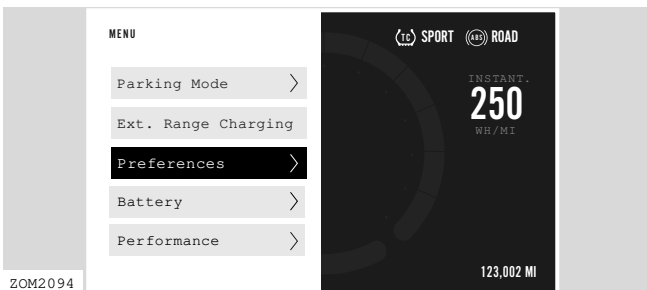 MENU
Parking Mode
Ext. Range Charging
Preferences
Battery
Performance
TC SPORT ABS ROAD
INSTANT.
250
WH/MI
123,002 MI
ZOM2094